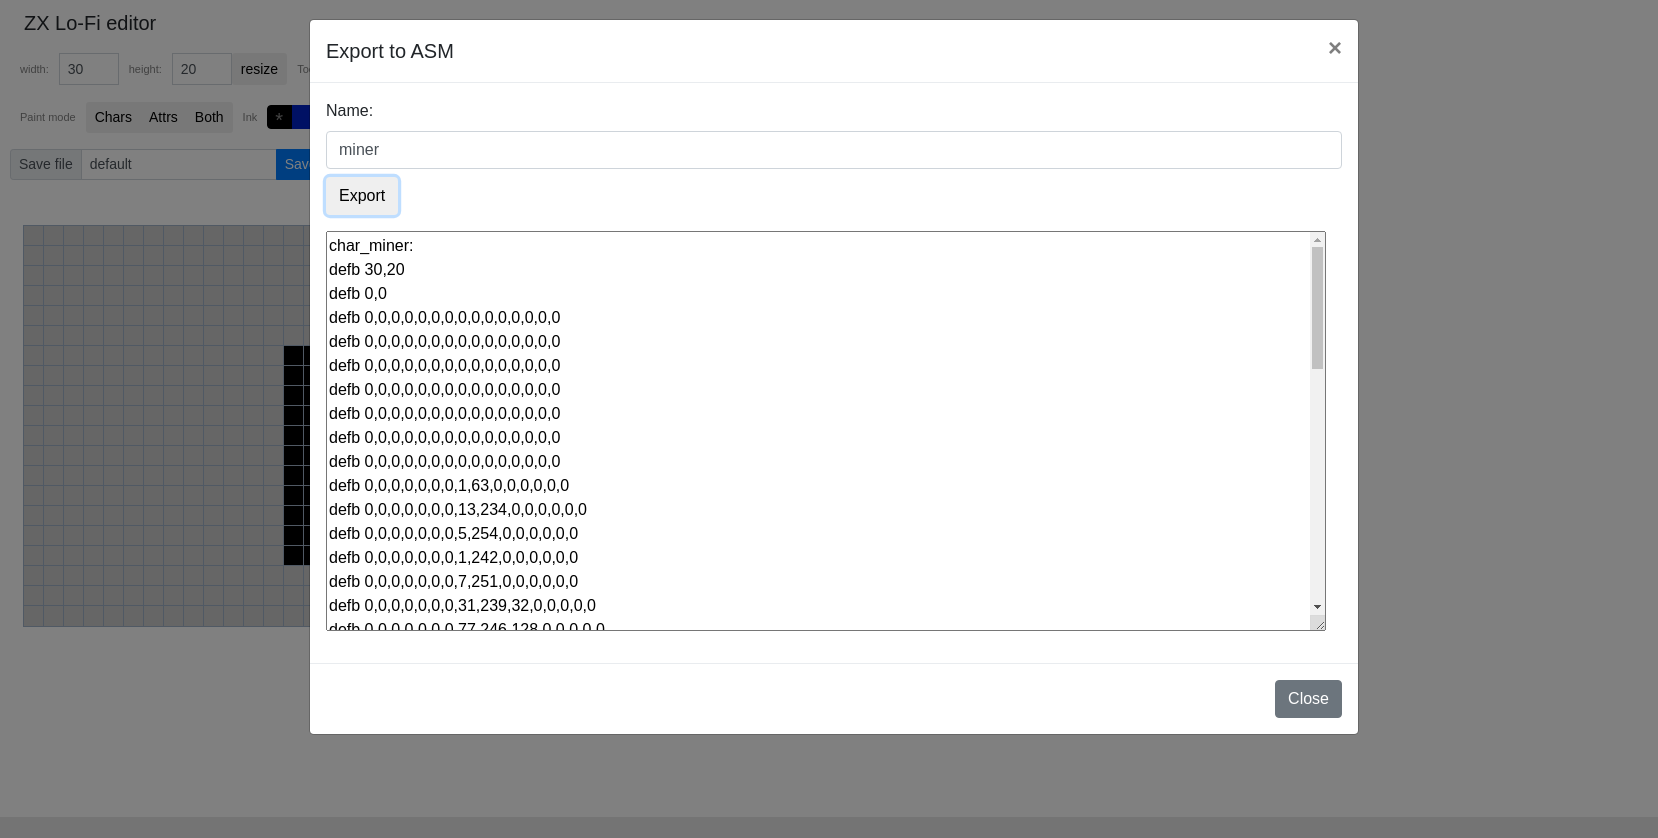 ZX Lo-Fi editor
width: 30 height: 20 resize
Paint mode Chars Attrs Both Ink *
Save file default
Export to ASM ×
Name:
miner
Export
char_miner:
defb 30,20
defb 0,0
defb 0,0,0,0,0,0,0,0,0,0,0,0,0,0,0
defb 0,0,0,0,0,0,0,0,0,0,0,0,0,0,0
defb 0,0,0,0,0,0,0,0,0,0,0,0,0,0,0
defb 0,0,0,0,0,0,0,0,0,0,0,0,0,0,0
defb 0,0,0,0,0,0,0,0,0,0,0,0,0,0,0
defb 0,0,0,0,0,0,0,0,0,0,0,0,0,0,0
defb 0,0,0,0,0,0,0,0,0,0,0,0,0,0,0
defb 0,0,0,0,0,0,0,1,63,0,0,0,0,0,0
defb 0,0,0,0,0,0,0,13,234,0,0,0,0,0,0
defb 0,0,0,0,0,0,0,5,254,0,0,0,0,0,0
defb 0,0,0,0,0,0,0,1,242,0,0,0,0,0,0
defb 0,0,0,0,0,0,0,7,251,0,0,0,0,0,0
defb 0,0,0,0,0,0,0,31,239,32,0,0,0,0,0
defb 0,0,0,0,0,0,0,77,246,128,0,0,0,0,0
Close